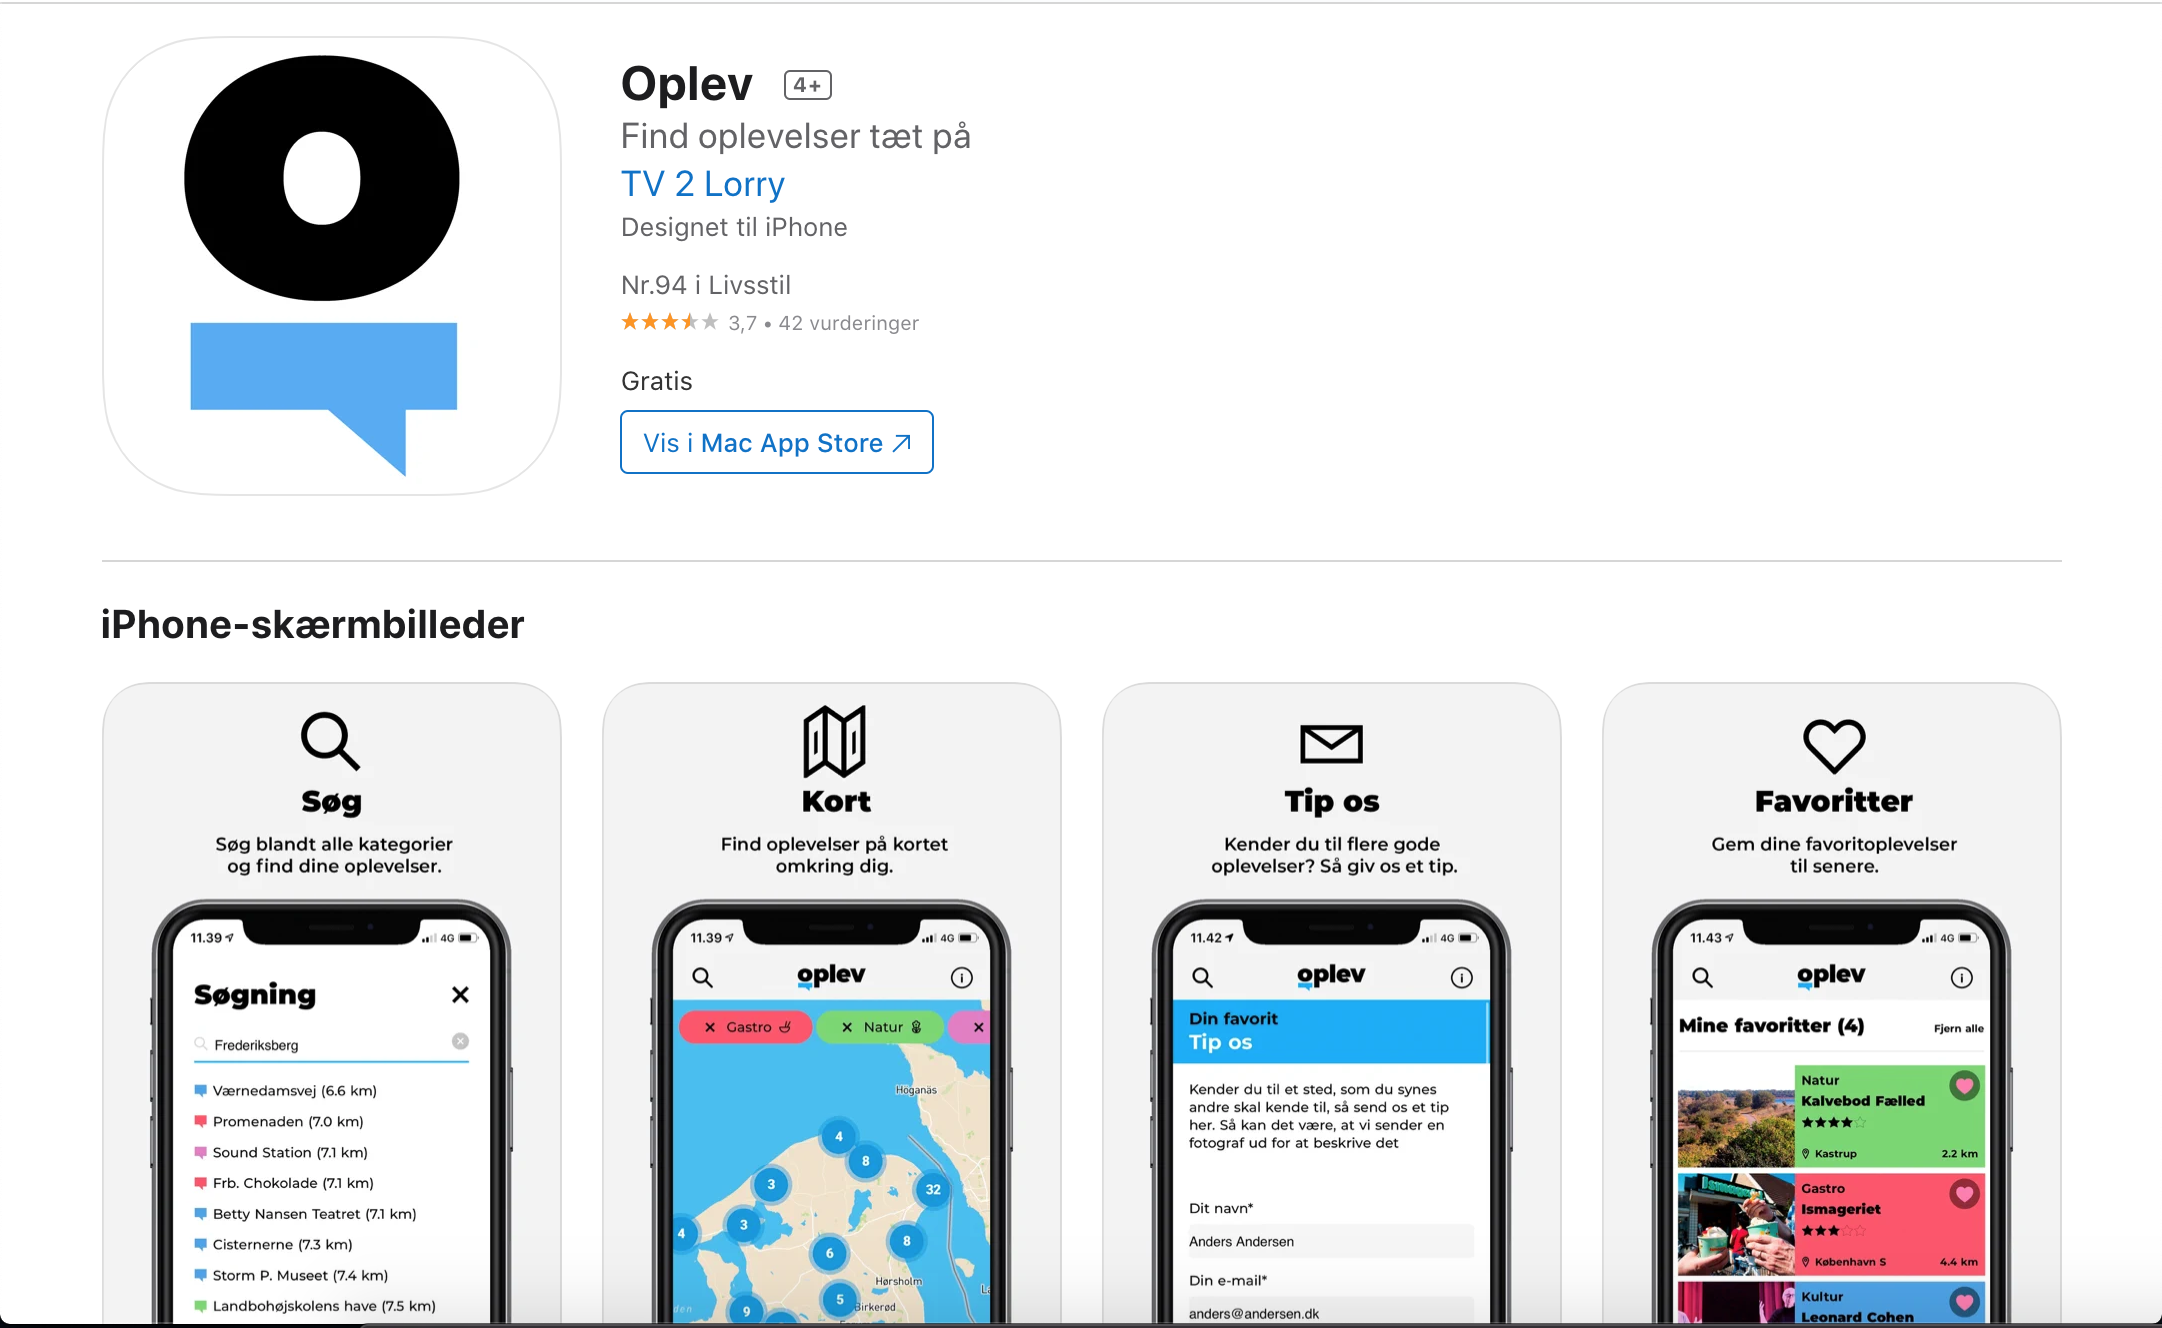 Oplev 4+
Find oplevelser tæt på
TV 2 Lorry
Designet til iPhone
Nr.94 i Livsstil
3,7 • 42 vurderinger
Gratis
Vis i Mac App Store
iPhone-skærmbilleder
Søg
Søg blandt alle kategorier
og find dine oplevelser.
11.39
4G
Søgning
Frederiksberg
Værnedamsvej (6.6 km)
Promenaden (7.0 km)
Sound Station (7.1 km)
Frb. Chokolade (7.1 km)
Betty Nansen Teatret (7.1 km)
Cisternerne (7.3 km)
Storm P. Museet (7.4 km)
Landbohøjskolens have (7.5 km)
Kort
Find oplevelser på kortet
omkring dig.
11.39
4G
oplev
Gastro
Natur
Höganäs
4
8
3
32
3
4
8
6
Hørsholm
5
Birkerød
9
Tip os
Kender du til flere gode
oplevelser? Så giv os et tip.
11.42
4G
oplev
Din favorit
Tip os
Kender du til et sted, som du synes
andre skal kende til, så send os et tip
her. Så kan det være, at vi sender en
fotograf ud for at beskrive det
Dit navn*
Anders Andersen
Din e-mail*
anders@andersen.dk
Favoritter
Gem dine favoritoplevelser
til senere.
11.43
4G
oplev
Mine favoritter (4)
Fjern alle
Natur
Kalvebod Fælled
Kastrup
2.2 km
Gastro
Ismageriet
København S
4.4 km
Kultur
Leonard Cohen